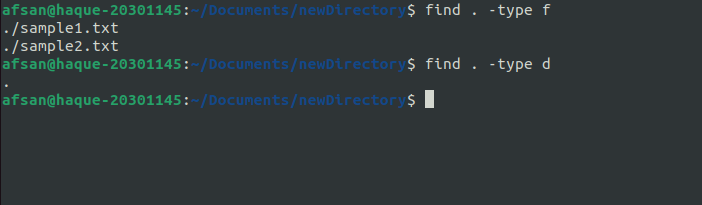 afsan@haque-20301145:~/Documents/newDirectory$ find . -type f
./sample1.txt
./sample2.txt
afsan@haque-20301145:~/Documents/newDirectory$ find . -type d
.
afsan@haque-20301145:~/Documents/newDirectory$